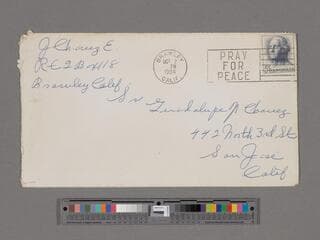 J Chavez E
Rt 2 Box 418
Brawley Calif
BRAWLEY
CALIF
PRAY
FOR
PEACE
Sr Guadalupe N Chavez
442 North 3rd St
San Jose
Calif